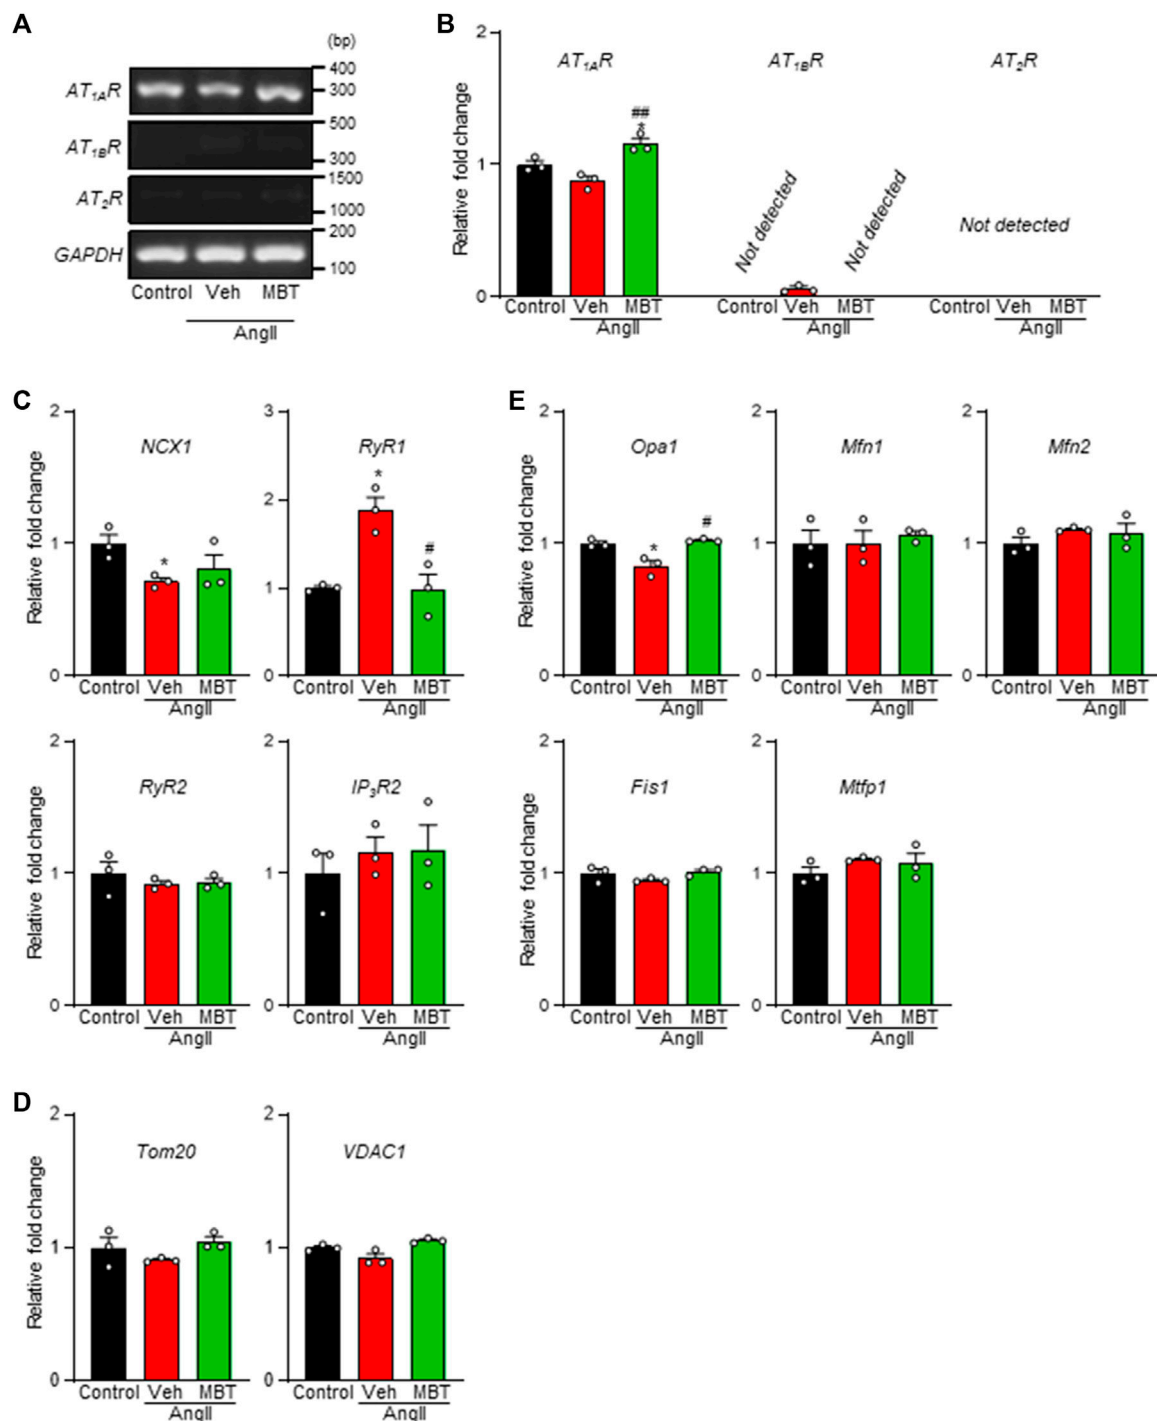 A
(bp)
AT1AR
400
300
AT1BR
500
300
AT2R
1500
1000
GAPDH
200
100
Control Veh MBT
AngII
B
Relative fold change
2
1
0
AT1AR
AT1BR
AT2R
##
*
Not detected
Not detected
Not detected
Control Veh MBT
AngII
Control Veh MBT
AngII
Control Veh MBT
AngII
C
Relative fold change
2
1
0
NCX1
*
Control Veh MBT
AngII
3
2
1
0
RyR1
*
#
Control Veh MBT
AngII
Relative fold change
2
1
0
RyR2
Control Veh MBT
AngII
2
1
0
IP3R2
Control Veh MBT
AngII
E
Relative fold change
2
1
0
Opa1
*
#
Control Veh MBT
AngII
2
1
0
Mfn1
Control Veh MBT
AngII
2
1
0
Mfn2
Control Veh MBT
AngII
Relative fold change
2
1
0
Fis1
Control Veh MBT
AngII
2
1
0
Mtfp1
Control Veh MBT
AngII
D
Relative fold change
2
1
0
Tom20
Control Veh MBT
AngII
2
1
0
VDAC1
Control Veh MBT
AngII